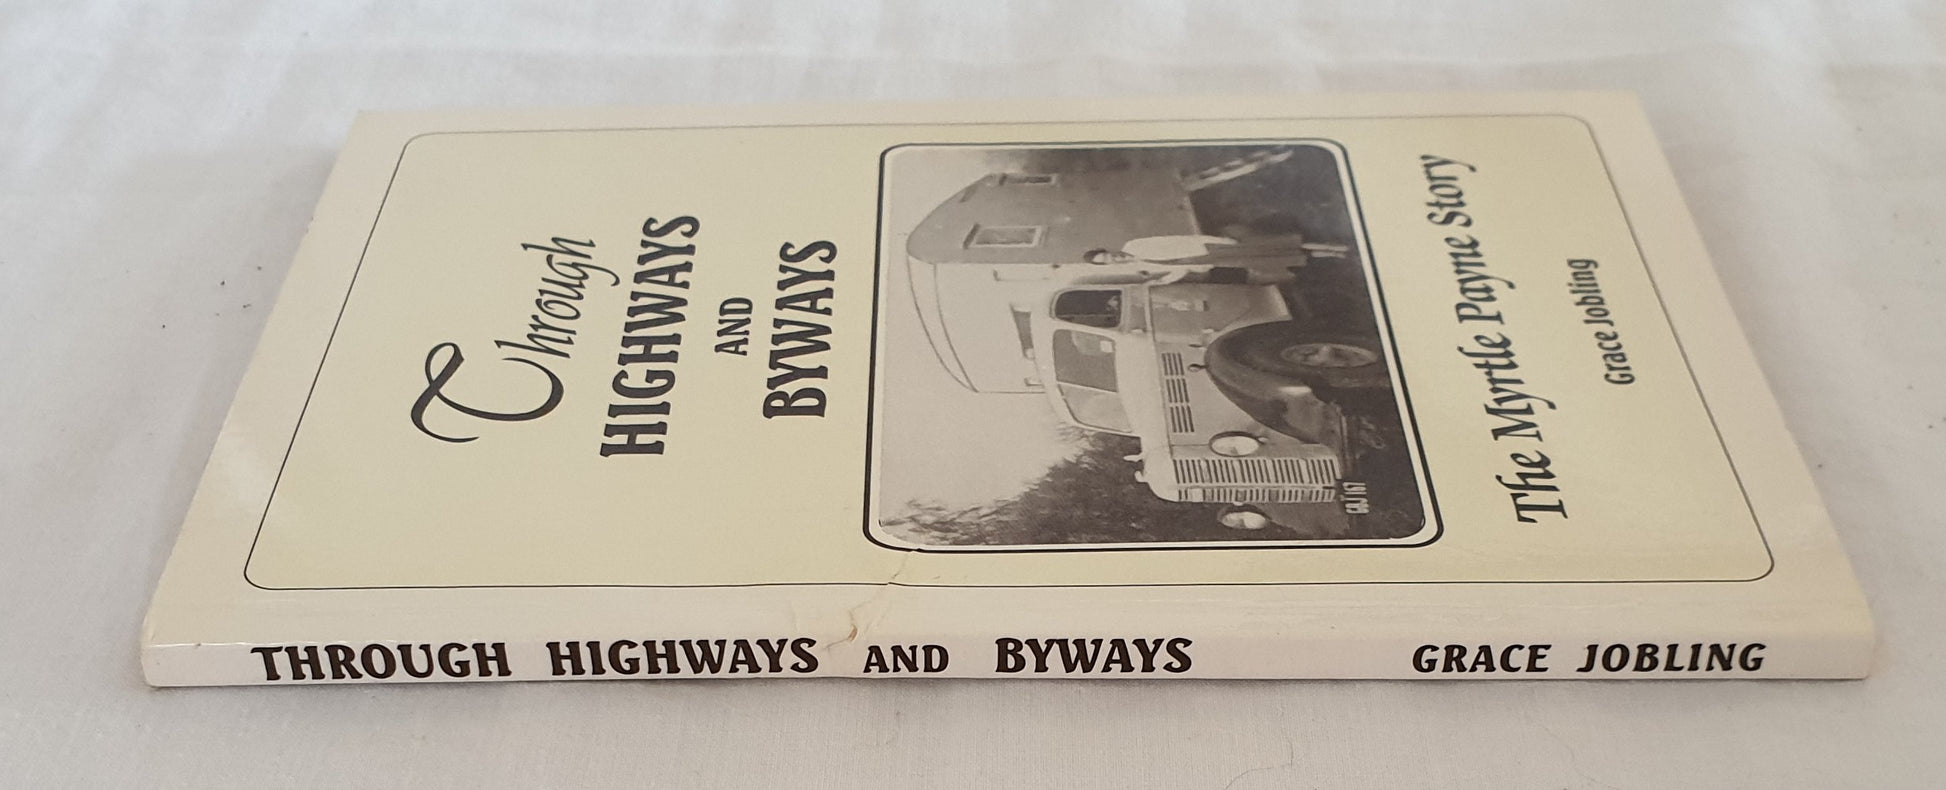 Through
HIGHWAYS
AND
BYWAYS
The Myrtle Payne Story
Grace Jobling
THROUGH HIGHWAYS AND BYWAYS GRACE JOBLING